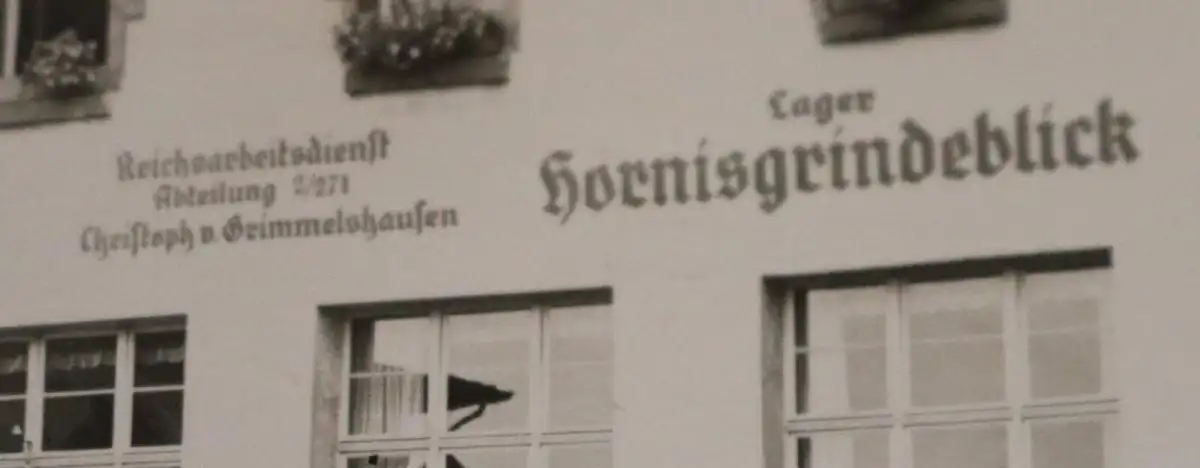 Reichsarbeitsdienst
Abteilung 2/271
Christoph v. Grimmelshausen
Lager
Hornisgrindeblick